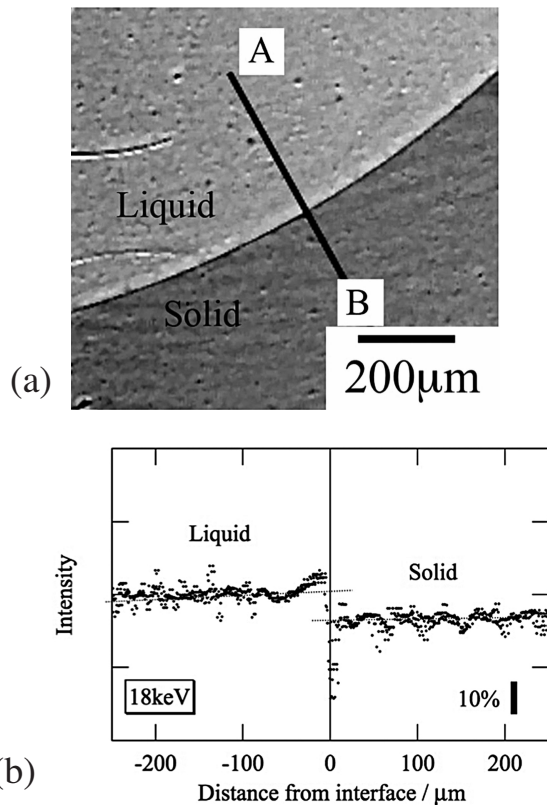 A
Liquid
B
Solid
200μm
(a)
Liquid
Solid
Intensity
18keV
10%
-200
-100
0
100
200
Distance from interface / μm
(b)